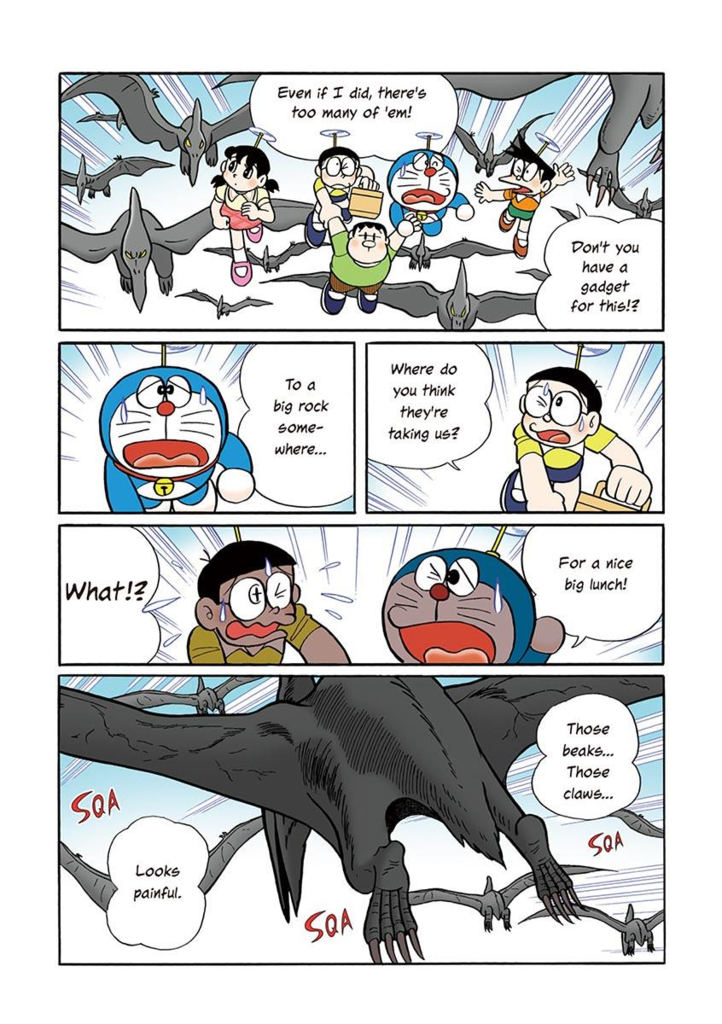 Don't you
have a
gadget
for this!?
Even if I did, there's
too many of 'em!
Where do
you think
they're
taking us?
To a
big rock
some-
where...
For a nice
big lunch!
What!?
Those
beaks...
Those
claws...
SQA
SQA
SQA
Looks
painful.